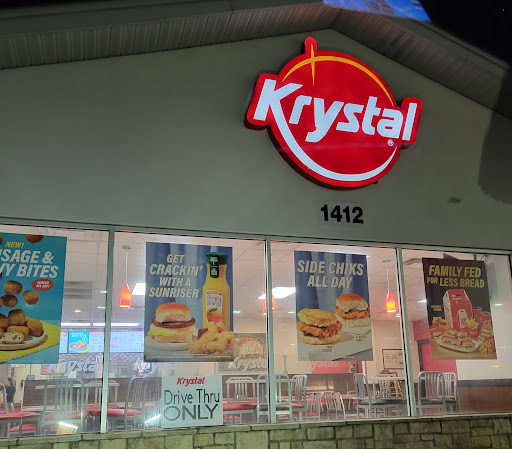 Krystal
®
1412
NEW!
SAGE &
BITES
GET
CRACKIN'
WITH A
SUNRISER
SIDE CHIKS
ALL DAY
FAMILY FED
FOR LESS BREAD
Krystal
Drive Thru
ONLY